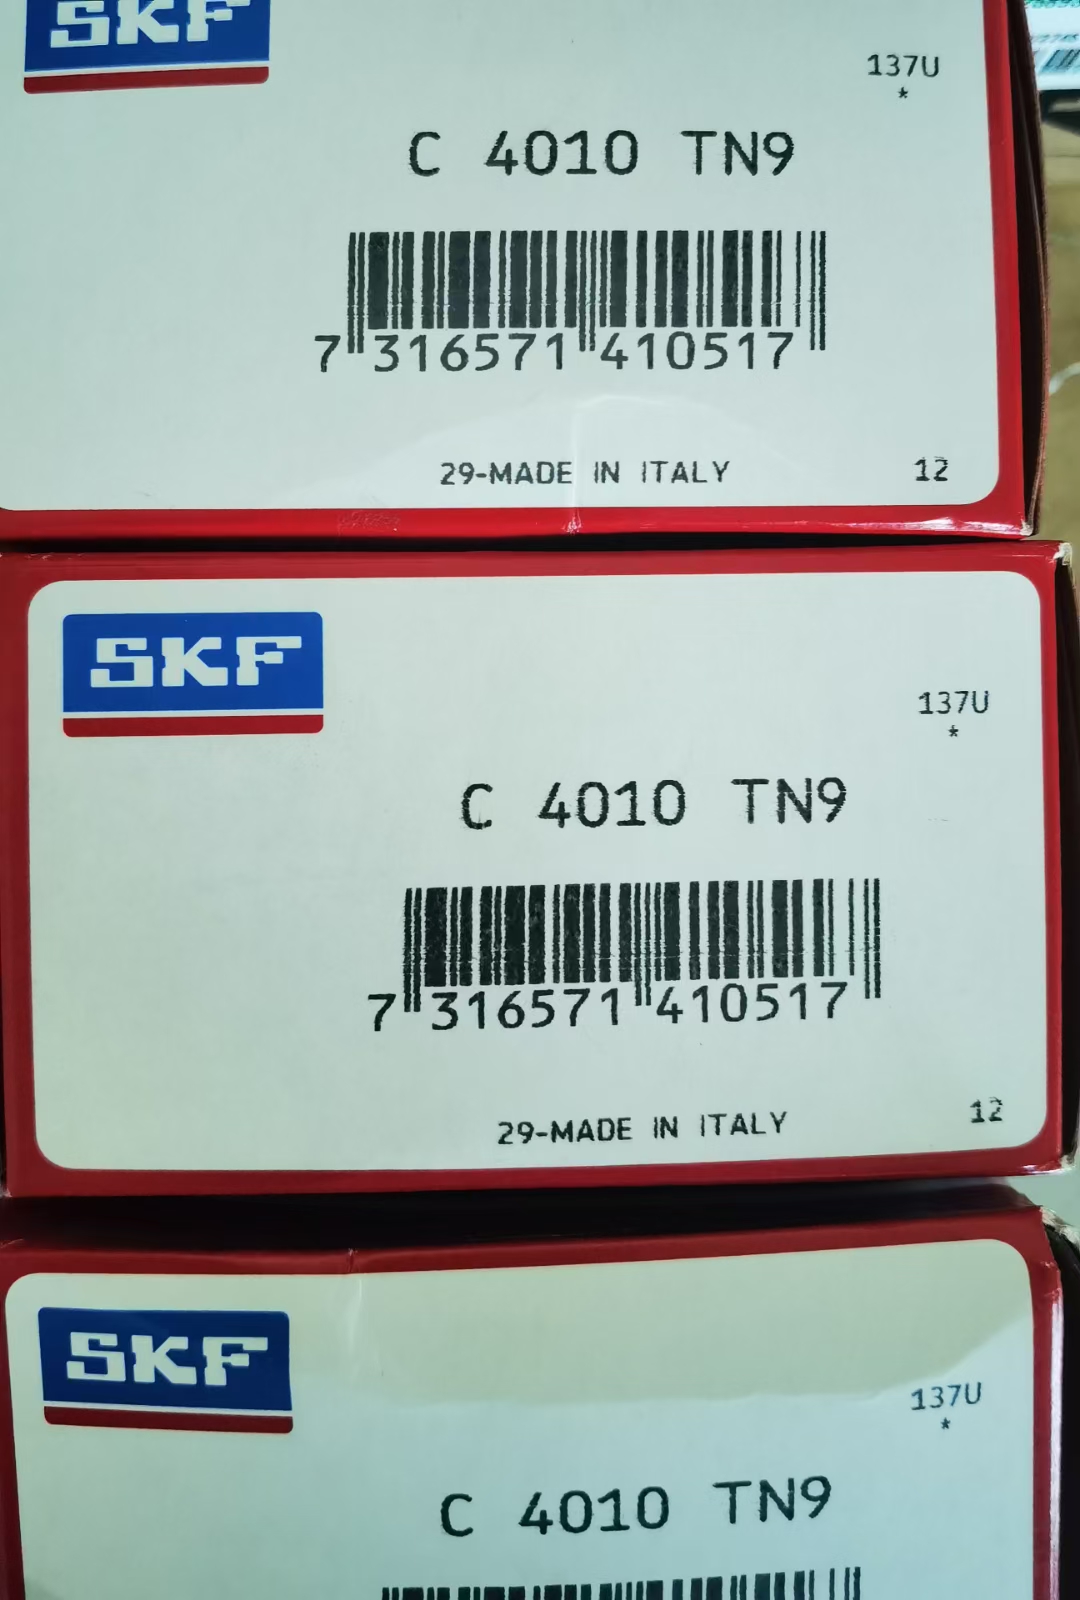 SKF
137U
*
C 4010 TN9
7 316571 410517
29-MADE IN ITALY
12
SKF
137U
*
C 4010 TN9
7 316571 410517
29-MADE IN ITALY
12
SKF
137U
*
C 4010 TN9